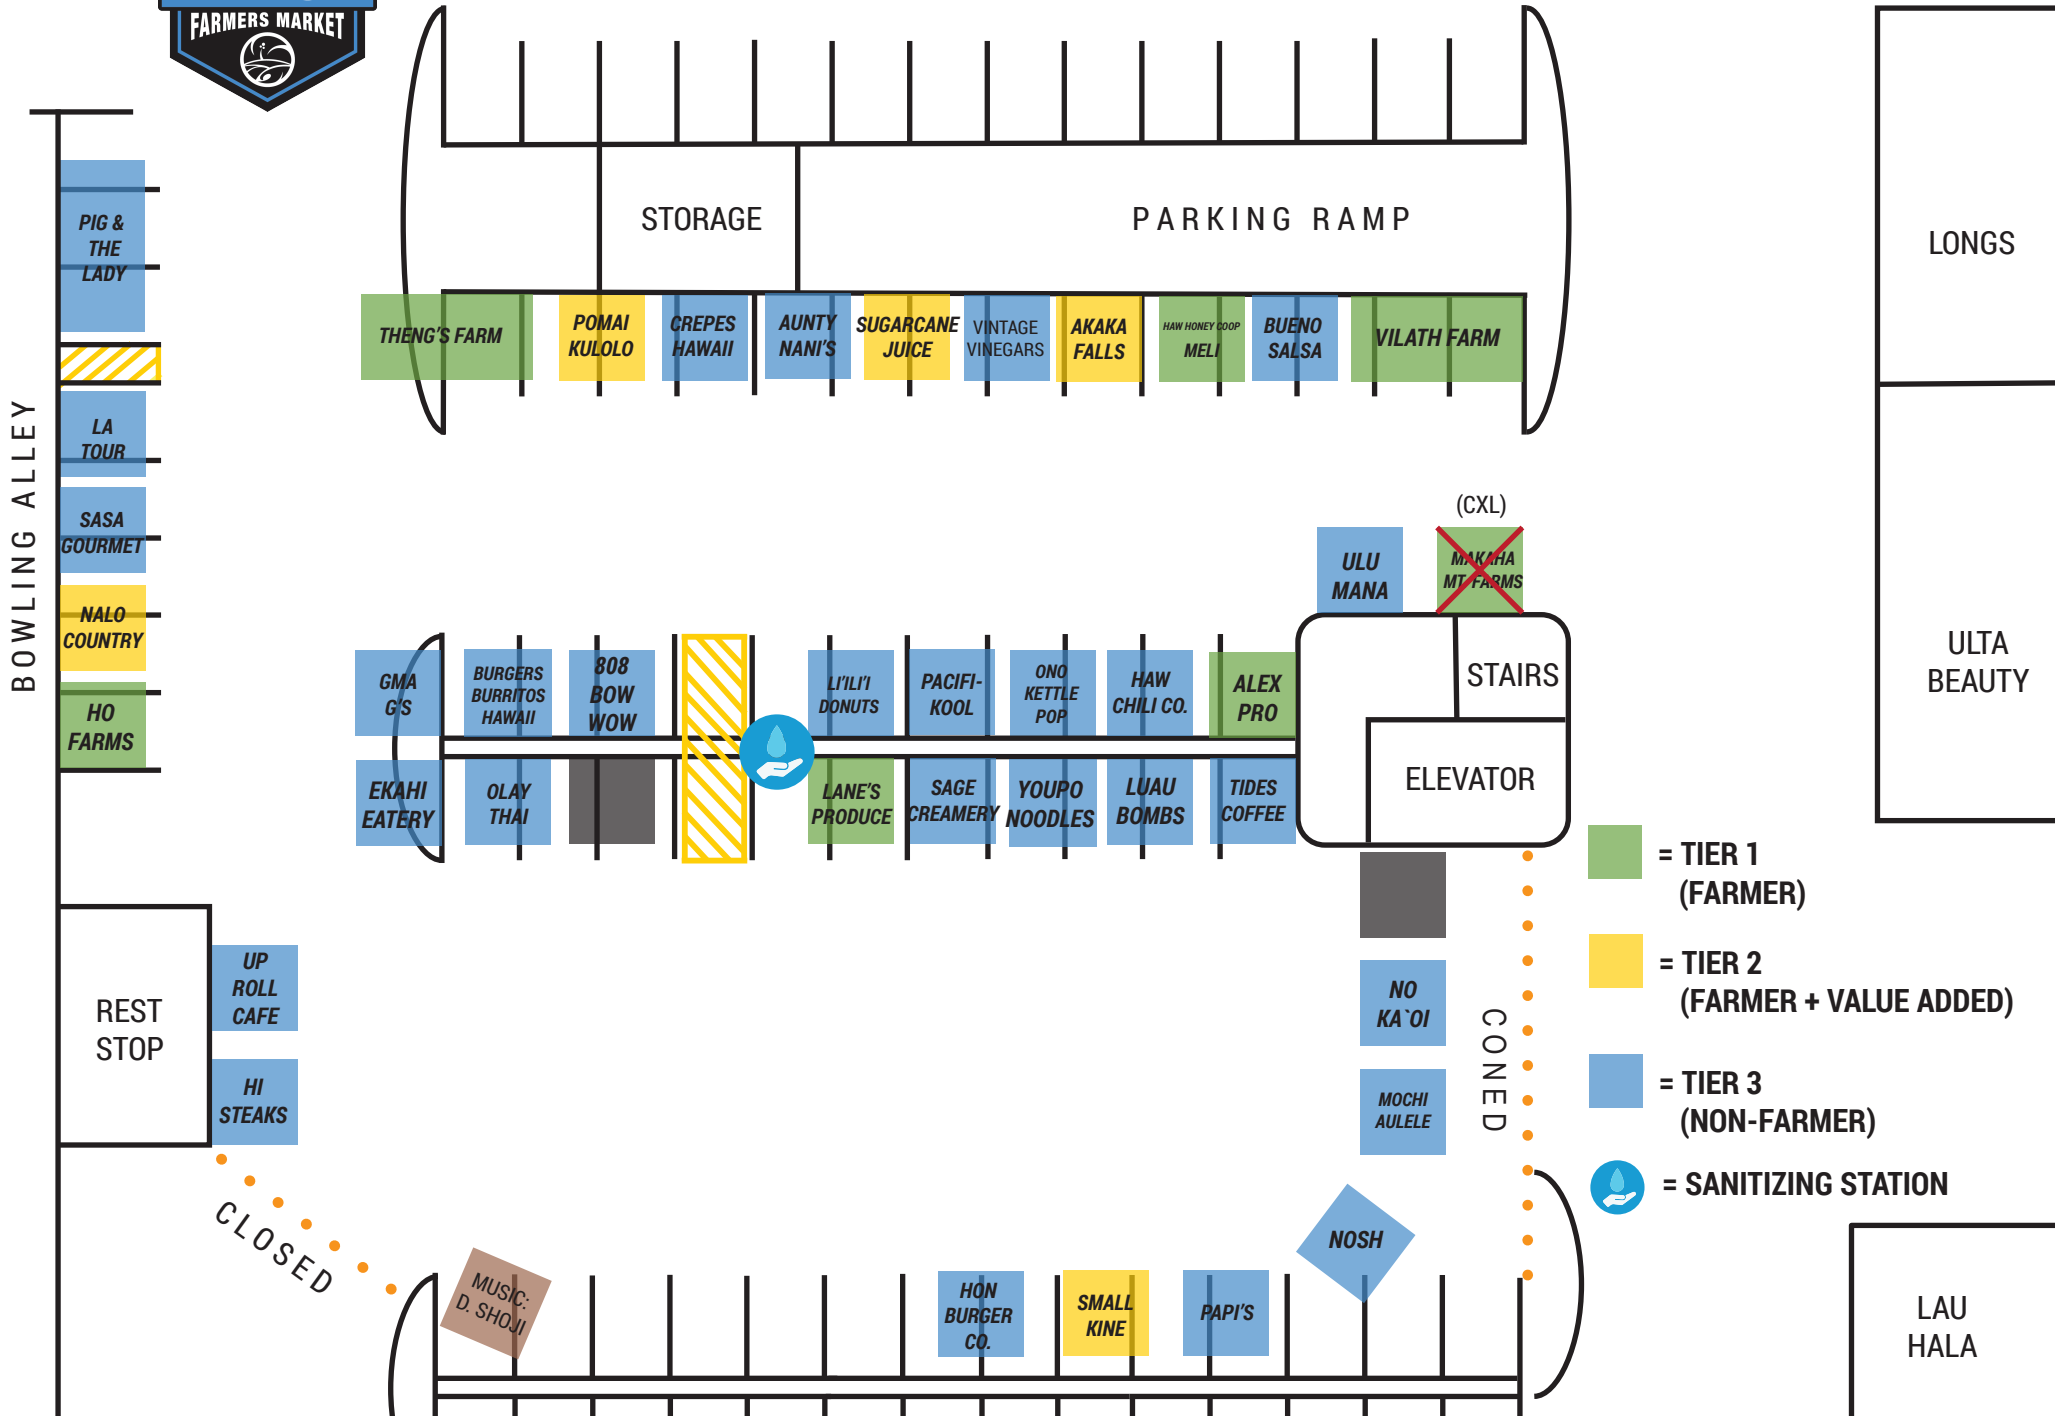 FARMERS MARKET
STORAGE
PARKING RAMP
LONGS
PIG &
THE
LADY
THENG'S FARM
POMAI
KULOLO
CREPES
HAWAII
AUNTY
NANI'S
SUGARCANE
JUICE
VINTAGE
VINEGARS
AKAKA
FALLS
HAW HONEY COOP
MELI
BUENO
SALSA
VILATH FARM
BOWLING ALLEY
LA
TOUR
SASA
GOURMET
NALO
COUNTRY
HO
FARMS
(CXL)
ULU
MANA
MAKAHA
MT. FARMS
ULTA
BEAUTY
GMA
G'S
BURGERS
BURRITOS
HAWAII
808
BOW
WOW
LI'ILI'I
DONUTS
PACIFI-
KOOL
ONO
KETTLE
POP
HAW
CHILI CO.
ALEX
PRO
STAIRS
ELEVATOR
EKAHI
EATERY
OLAY
THAI
LANE'S
PRODUCE
SAGE
CREAMERY
YOUPO
NOODLES
LUAU
BOMBS
TIDES
COFFEE
= TIER 1
(FARMER)
= TIER 2
(FARMER + VALUE ADDED)
= TIER 3
(NON-FARMER)
= SANITIZING STATION
REST
STOP
UP
ROLL
CAFE
HI
STEAKS
NO
KA`OI
MOCHI
AULELE
CONED
CLOSED
NOSH
MUSIC:
D. SHOJI
HON
BURGER
CO.
SMALL
KINE
PAPI'S
LAU
HALA